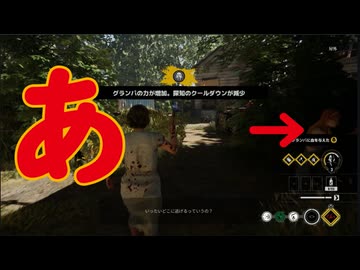 グランパの力が増加。探知のクールダウンが減少
あ
グランパに血を与えた
いったいどこに逃げるっていうの?